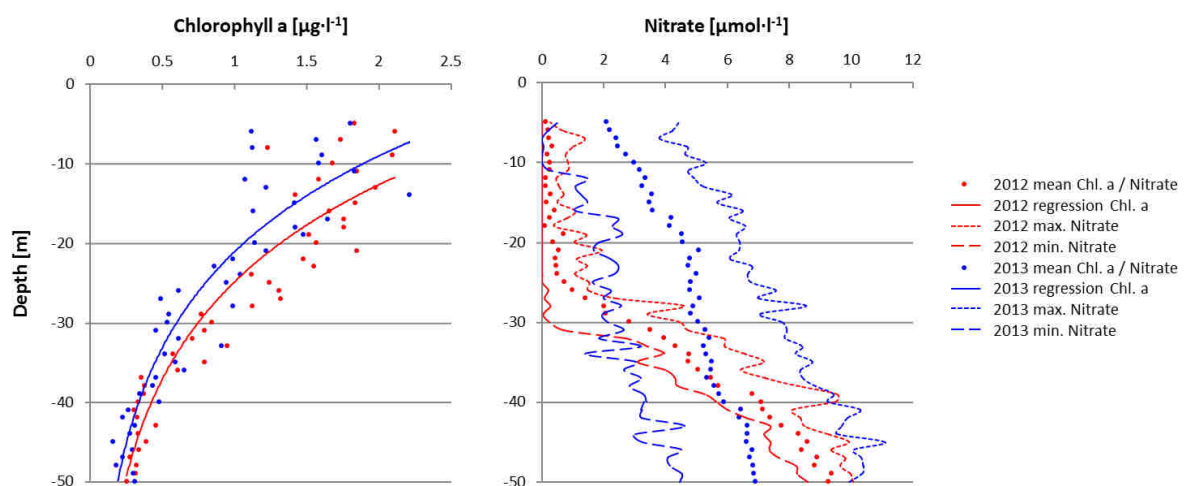 Chlorophyll a [µg·l-1]
0 0.5 1 1.5 2 2.5
0
-10
-20
-30
-40
-50
Depth [m]
Nitrate [µmol·l-1]
0 2 4 6 8 10 12
0
-10
-20
-30
-40
-50
2012 mean Chl. a / Nitrate
2012 regression Chl. a
2012 max. Nitrate
2012 min. Nitrate
2013 mean Chl. a / Nitrate
2013 regression Chl. a
2013 max. Nitrate
2013 min. Nitrate